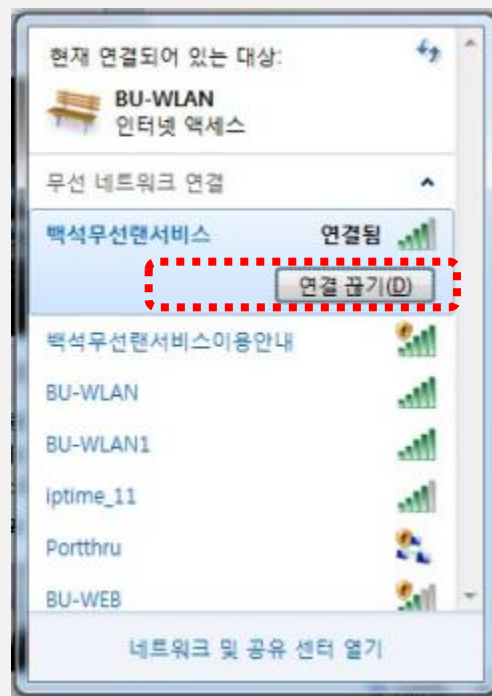 현재 연결되어 있는 대상:
BU-WLAN
인터넷 액세스
무선 네트워크 연결
백석무선랜서비스 연결됨
연결 끊기(D)
백석무선랜서비스이용안내
BU-WLAN
BU-WLAN1
iptime_11
Portthru
BU-WEB
네트워크 및 공유 센터 열기